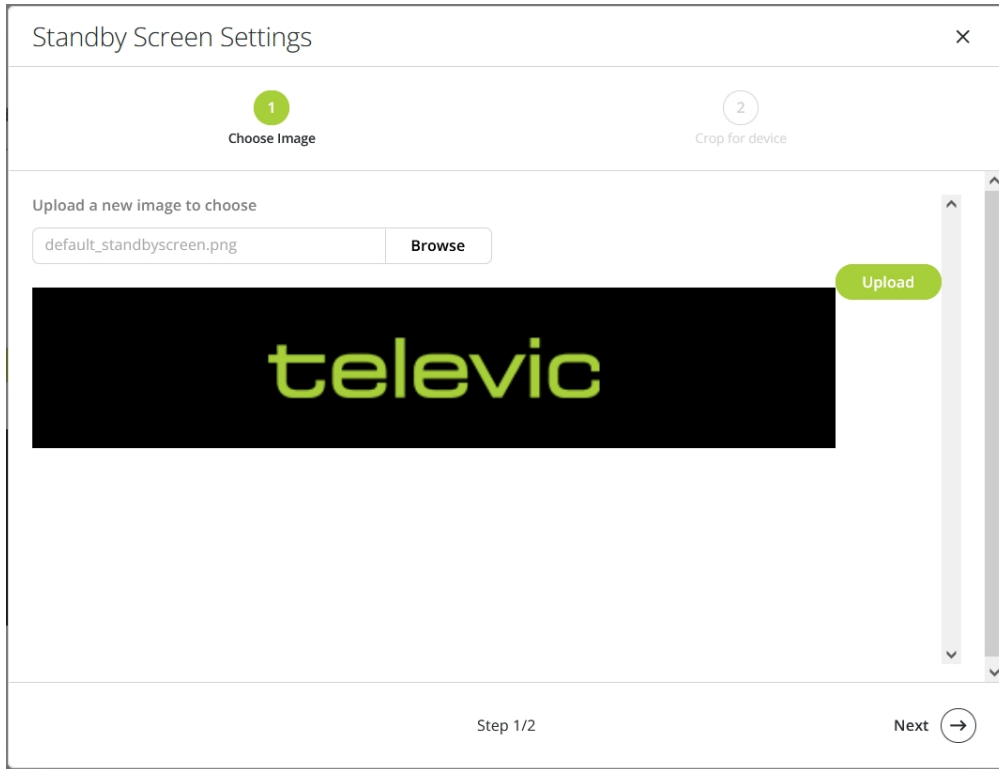 Standby Screen Settings
1
Choose Image
2
Crop for device
Upload a new image to choose
default_standbyscreen.png
Browse
Upload
televic
Step 1/2
Next